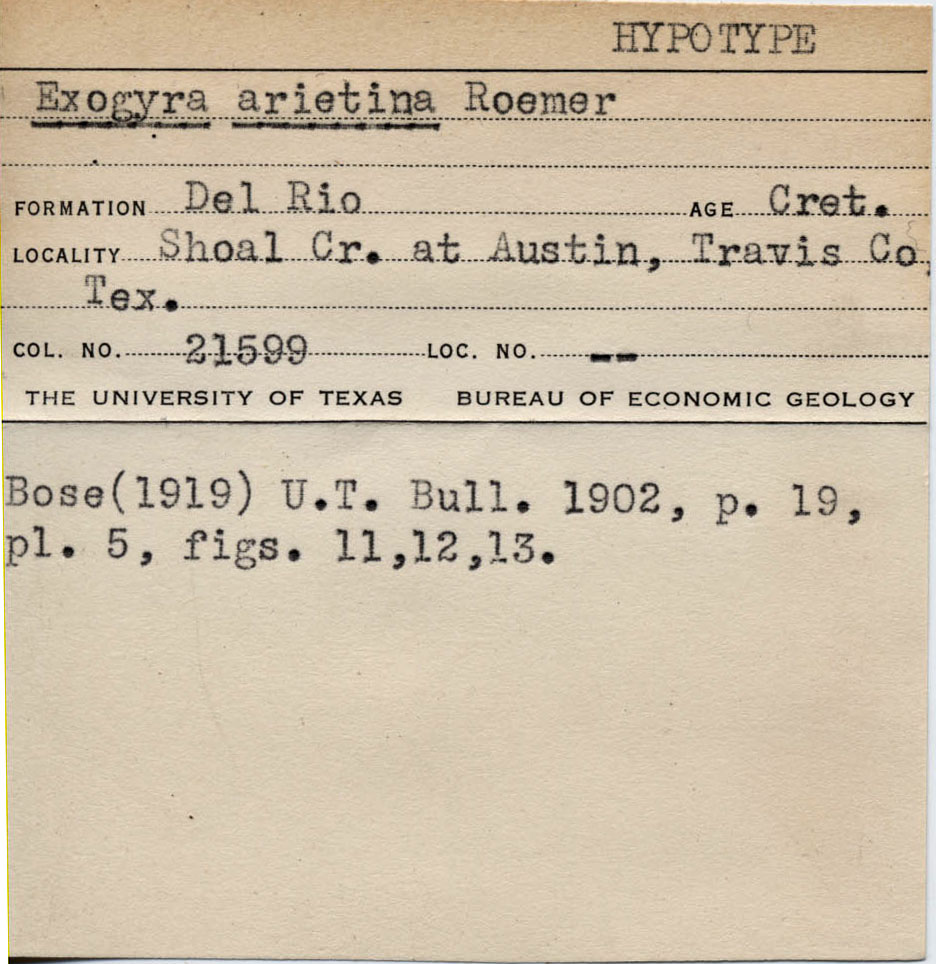 HYPOTYPE
Exogyra arietina Roemer
FORMATION Del Rio AGE Cret.
LOCALITY Shoal Cr. at Austin, Travis Co,
Tex.
COL. NO. 21599 LOC. NO. --
THE UNIVERSITY OF TEXAS BUREAU OF ECONOMIC GEOLOGY
Bose(1919) U.T. Bull. 1902, p. 19,
pl. 5, figs. 11,12,13.